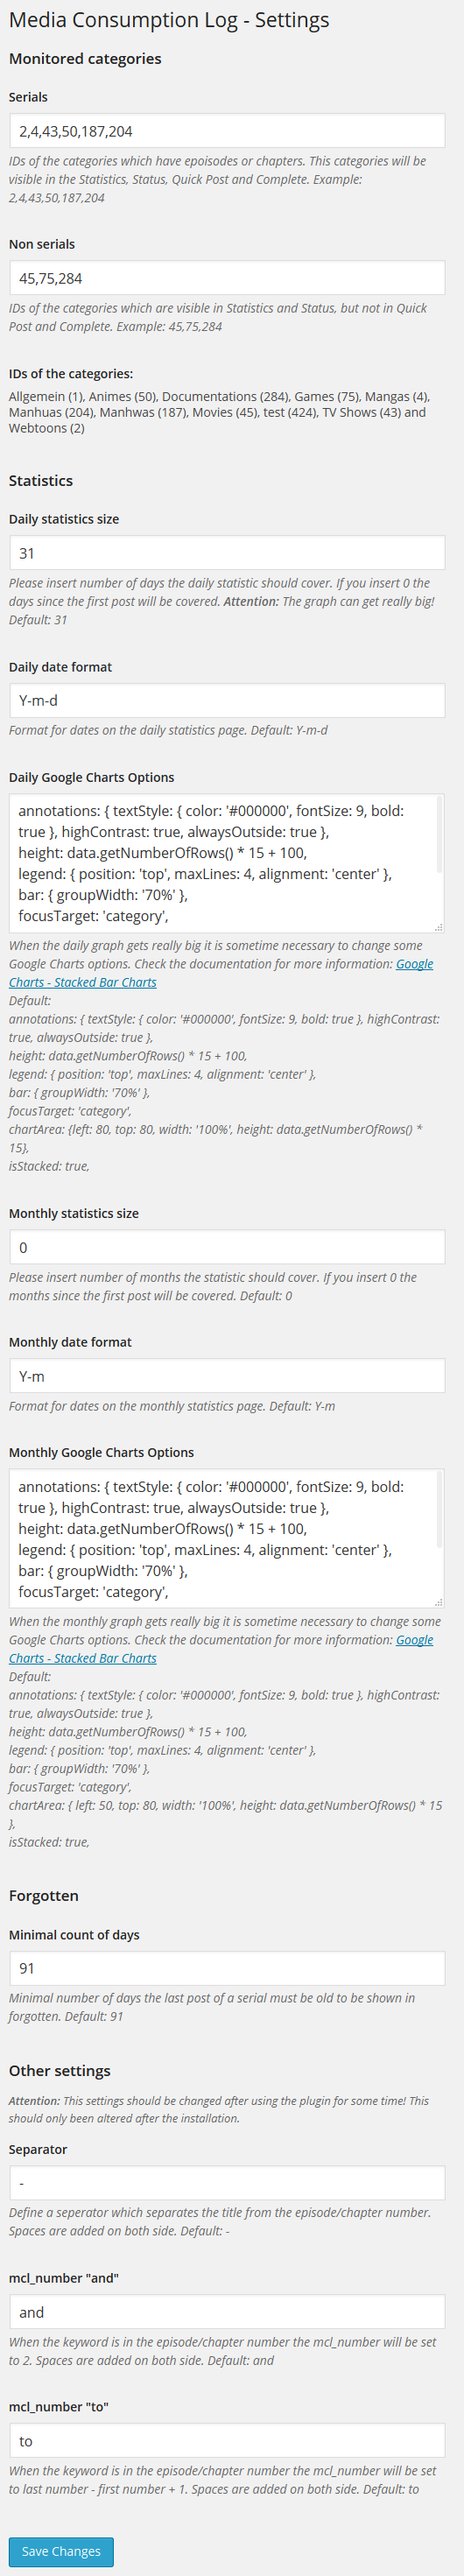 Media Consumption Log - Settings
Monitored categories
Serials
2,4,43,50,187,204
IDs of the categories which have epoisodes or chapters. This categories will be
visible in the Statistics, Status, Quick Post and Complete. Example:
2,4,43,50,187,204
Non serials
45,75,284
IDs of the categories which are visible in Statistics and Status, but not in Quick
Post and Complete. Example: 45,75,284
IDs of the categories:
Allgemein (1), Animes (50), Documentations (284), Games (75), Mangas (4),
Manhuas (204), Manhwas (187), Movies (45), test (424), TV Shows (43) and
Webtoons (2)
Statistics
Daily statistics size
31
Please insert number of days the daily statistic should cover. If you insert 0 the
days since the first post will be covered. Attention: The graph can get really big!
Default: 31
Daily date format
Y-m-d
Format for dates on the daily statistics page. Default: Y-m-d
Daily Google Charts Options
annotations: { textStyle: { color: '#000000', fontSize: 9, bold:
true }, highContrast: true, alwaysOutside: true },
height: data.getNumberOfRows() * 15 + 100,
legend: { position: 'top', maxLines: 4, alignment: 'center' },
bar: { groupWidth: '70%' },
focusTarget: 'category',
When the daily graph gets really big it is sometime necessary to change some
Google Charts options. Check the documentation for more information: Google
Charts - Stacked Bar Charts
Default:
annotations: { textStyle: { color: '#000000', fontSize: 9, bold: true }, highContrast:
true, alwaysOutside: true },
height: data.getNumberOfRows() * 15 + 100,
legend: { position: 'top', maxLines: 4, alignment: 'center' },
bar: { groupWidth: '70%' },
focusTarget: 'category',
chartArea: {left: 80, top: 80, width: '100%', height: data.getNumberOfRows() *
15},
isStacked: true,
Monthly statistics size
0
Please insert number of months the statistic should cover. If you insert 0 the
months since the first post will be covered. Default: 0
Monthly date format
Y-m
Format for dates on the monthly statistics page. Default: Y-m
Monthly Google Charts Options
annotations: { textStyle: { color: '#000000', fontSize: 9, bold:
true }, highContrast: true, alwaysOutside: true },
height: data.getNumberOfRows() * 15 + 100,
legend: { position: 'top', maxLines: 4, alignment: 'center' },
bar: { groupWidth: '70%' },
focusTarget: 'category',
When the monthly graph gets really big it is sometime necessary to change some
Google Charts options. Check the documentation for more information: Google
Charts - Stacked Bar Charts
Default:
annotations: { textStyle: { color: '#000000', fontSize: 9, bold: true }, highContrast:
true, alwaysOutside: true },
height: data.getNumberOfRows() * 15 + 100,
legend: { position: 'top', maxLines: 4, alignment: 'center' },
bar: { groupWidth: '70%' },
focusTarget: 'category',
chartArea: { left: 50, top: 80, width: '100%', height: data.getNumberOfRows() * 15
},
isStacked: true,
Forgotten
Minimal count of days
91
Minimal number of days the last post of a serial must be old to be shown in
forgotten. Default: 91
Other settings
Attention: This settings should be changed after using the plugin for some time! This
should only been altered after the installation.
Separator
-
Define a seperator which separates the title from the episode/chapter number.
Spaces are added on both side. Default: -
mcl_number "and"
and
When the keyword is in the episode/chapter number the mcl_number will be set
to 2. Spaces are added on both side. Default: and
mcl_number "to"
to
When the keyword is in the episode/chapter number the mcl_number will be set
to last number - first number + 1. Spaces are added on both side. Default: to
Save Changes